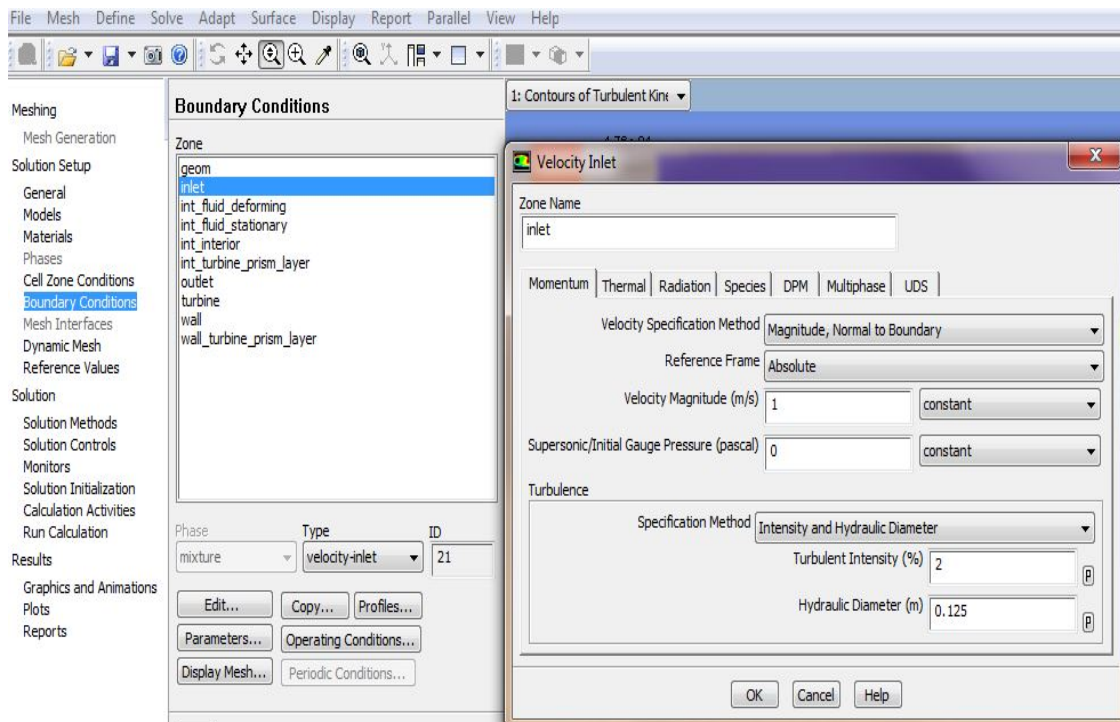 File Mesh Define Solve Adapt Surface Display Report Parallel View Help
Meshing
Mesh Generation
Solution Setup
General
Models
Materials
Phases
Cell Zone Conditions
Boundary Conditions
Mesh Interfaces
Dynamic Mesh
Reference Values
Solution
Solution Methods
Solution Controls
Monitors
Solution Initialization
Calculation Activities
Run Calculation
Results
Graphics and Animations
Plots
Reports
Boundary Conditions
Zone
geom
inlet
int_fluid_deforming
int_fluid_stationary
int_interior
int_turbine_prism_layer
outlet
turbine
wall
wall_turbine_prism_layer
Phase Type ID
mixture velocity-inlet 21
Edit... Copy... Profiles...
Parameters... Operating Conditions...
Display Mesh... Periodic Conditions...
1: Contours of Turbulent Kine
Velocity Inlet
Zone Name
inlet
Momentum Thermal Radiation Species DPM Multiphase UDS
Velocity Specification Method Magnitude, Normal to Boundary
Reference Frame Absolute
Velocity Magnitude (m/s) 1 constant
Supersonic/Initial Gauge Pressure (pascal) 0 constant
Turbulence
Specification Method Intensity and Hydraulic Diameter
Turbulent Intensity (%) 2 P
Hydraulic Diameter (m) 0.125 P
OK Cancel Help